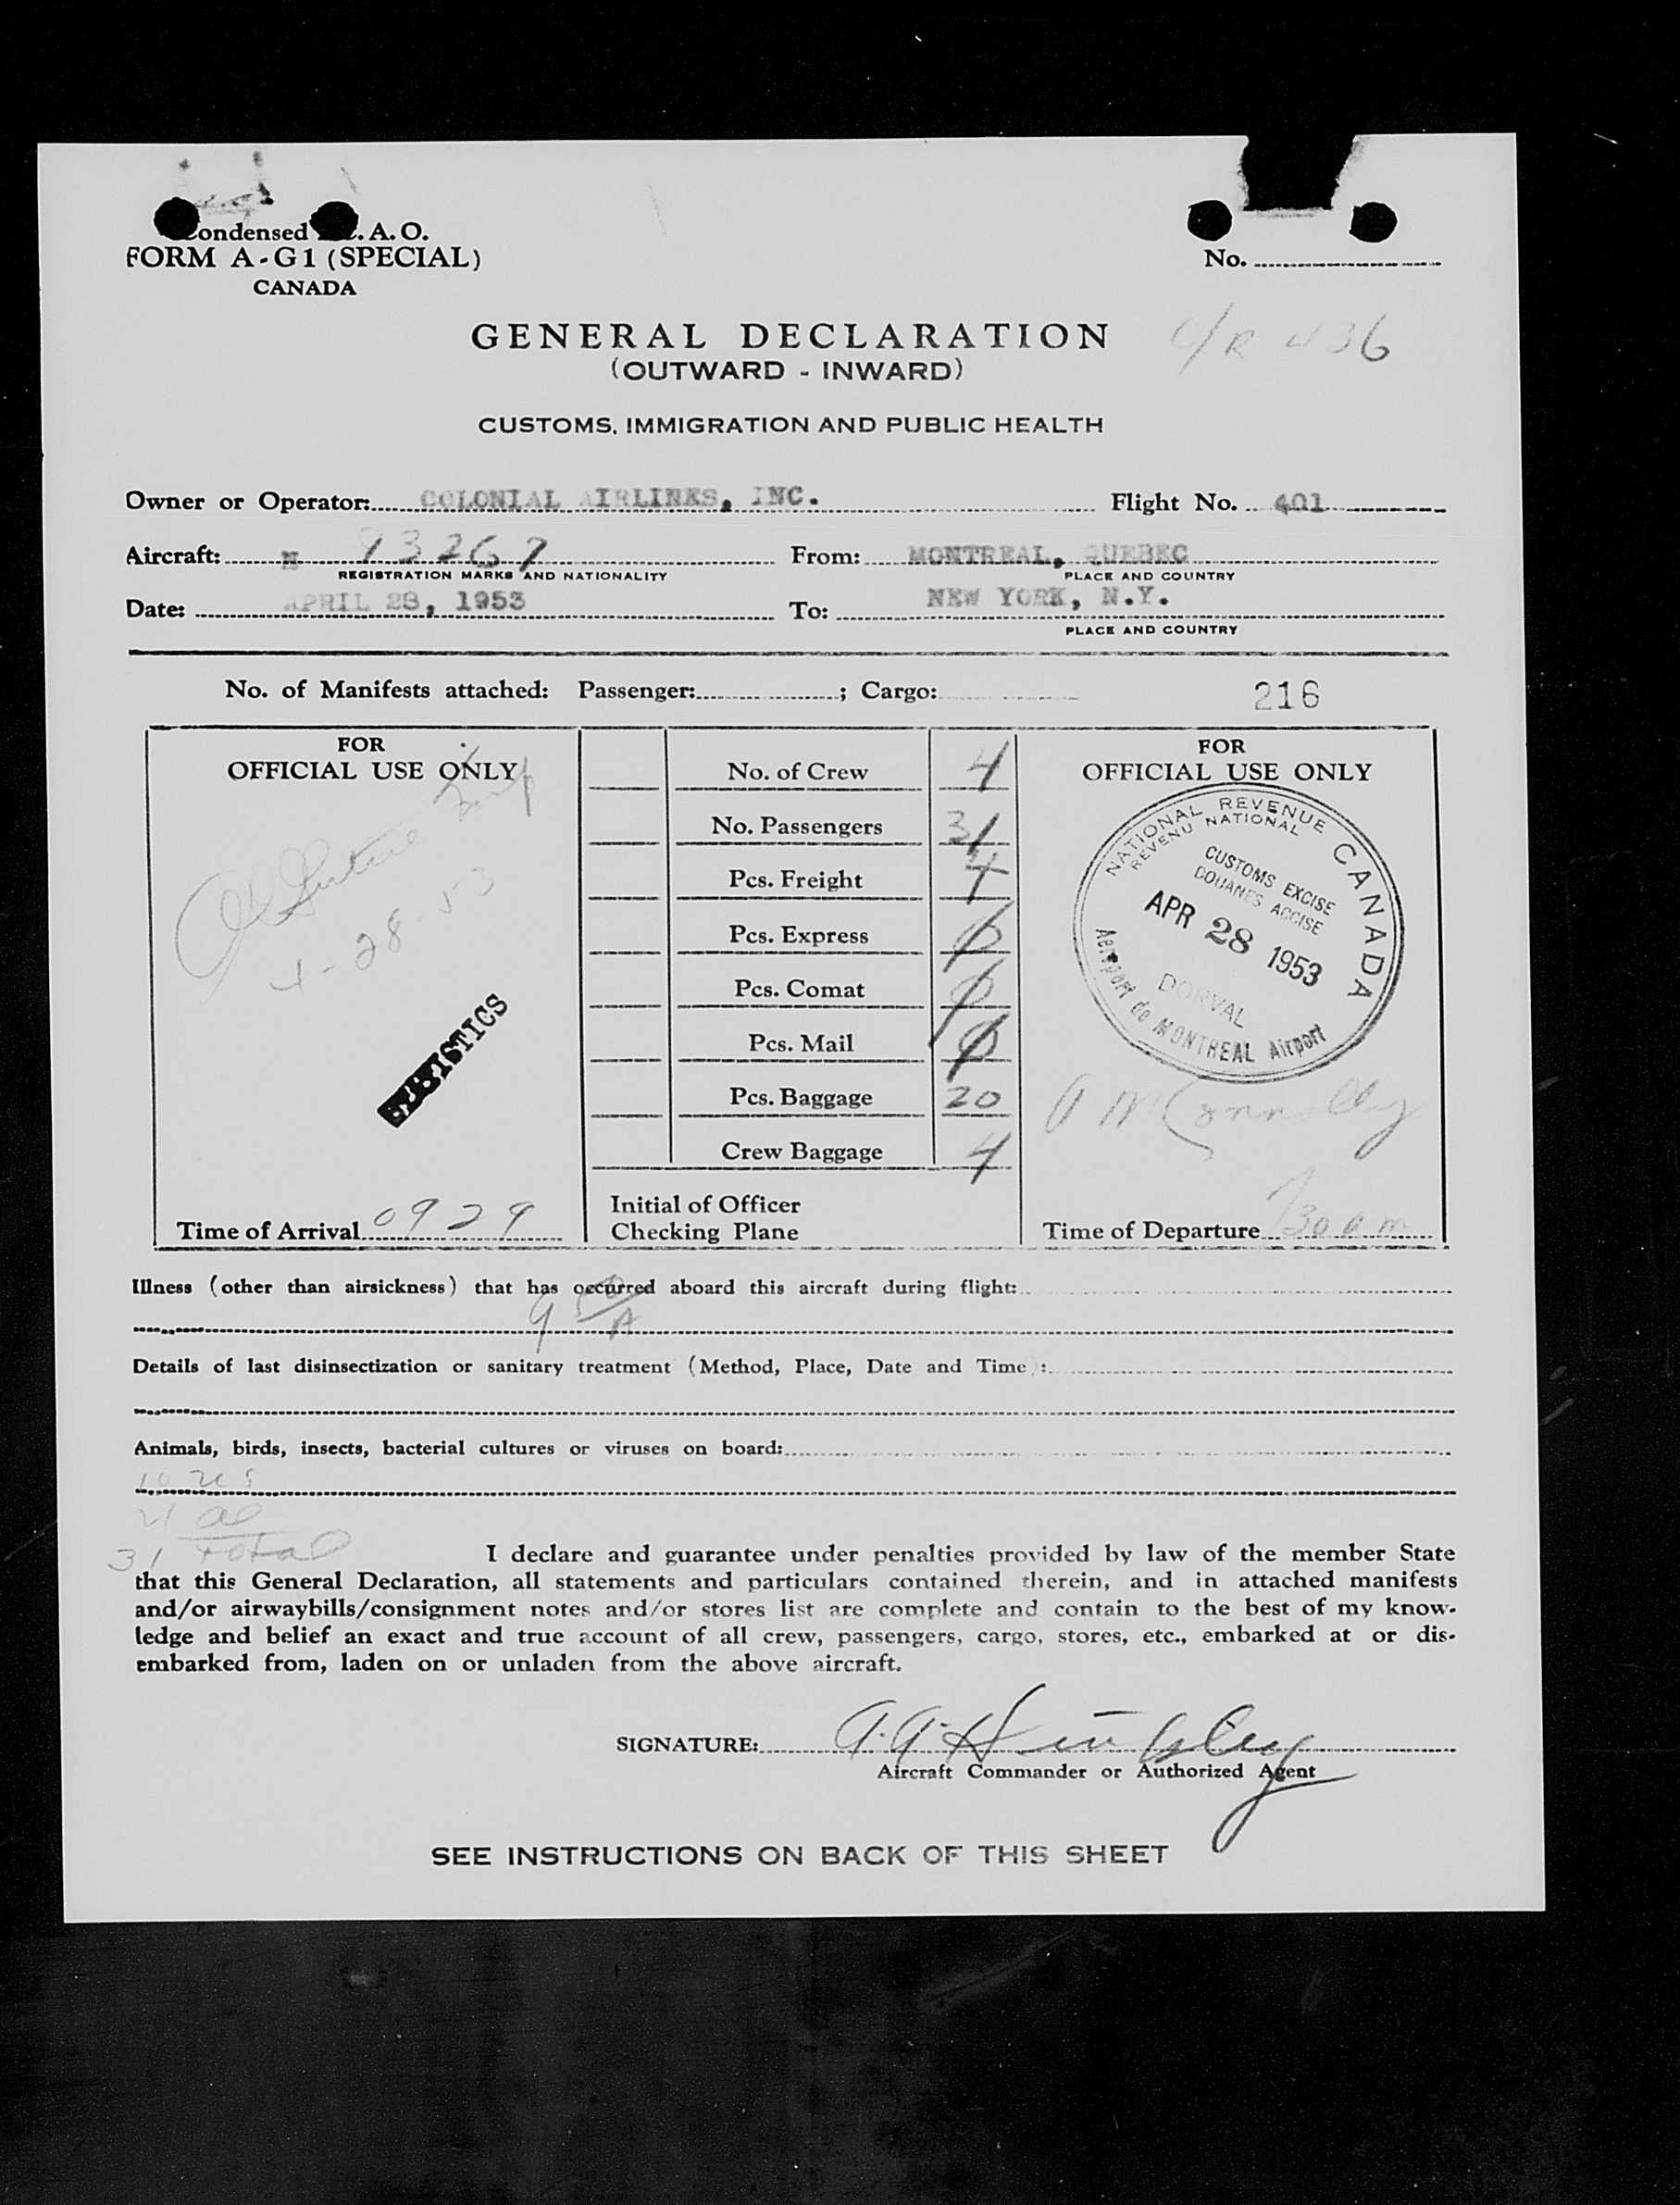 Condensed I.C.A.O.
FORM A-G1 (SPECIAL)
CANADA
No.
C/R 436
GENERAL DECLARATION
(OUTWARD - INWARD)
CUSTOMS, IMMIGRATION AND PUBLIC HEALTH
Owner or Operator: COLONIAL AIRLINES, INC. Flight No. 401
Aircraft: N 73267 From: MONTREAL, QUEBEC
REGISTRATION MARKS AND NATIONALITY PLACE AND COUNTRY
Date: APRIL 28, 1953 To: NEW YORK, N.Y.
PLACE AND COUNTRY
No. of Manifests attached: Passenger: ; Cargo: 216
FOR
OFFICIAL USE ONLY
4-28-53
STATISTICS
Time of Arrival 0929
No. of Crew 4
No. Passengers 31
Pcs. Freight 4
Pcs. Express 0
Pcs. Comat 0
Pcs. Mail 0
Pcs. Baggage 20
Crew Baggage 4
Initial of Officer
Checking Plane
FOR
OFFICIAL USE ONLY
NATIONAL REVENUE CANADA
REVENU NATIONAL
CUSTOMS EXCISE
DOUANES ACCISE
APR 28 1953
DORVAL
Aeroport de MONTREAL Airport
A M Connolly
Time of Departure 730 a m
Illness (other than airsickness) that has occurred aboard this aircraft during flight:
Details of last disinsectization or sanitary treatment (Method, Place, Date and Time):
Animals, birds, insects, bacterial cultures or viruses on board:
10 US
21 al
31 total
I declare and guarantee under penalties provided by law of the member State
that this General Declaration, all statements and particulars contained therein, and in attached manifests
and/or airwaybills/consignment notes and/or stores list are complete and contain to the best of my know-
ledge and belief an exact and true account of all crew, passengers, cargo, stores, etc., embarked at or dis-
embarked from, laden on or unladen from the above aircraft.
SIGNATURE:
Aircraft Commander or Authorized Agent
SEE INSTRUCTIONS ON BACK OF THIS SHEET